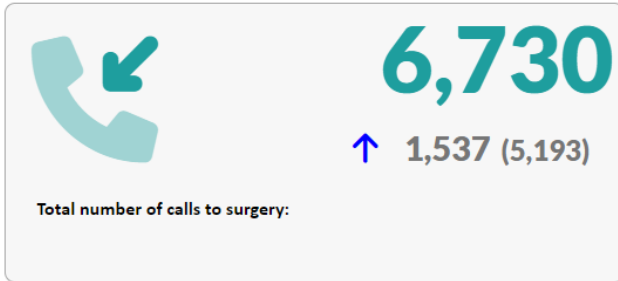 6,730
↑ 1,537 (5,193)
Total number of calls to surgery: